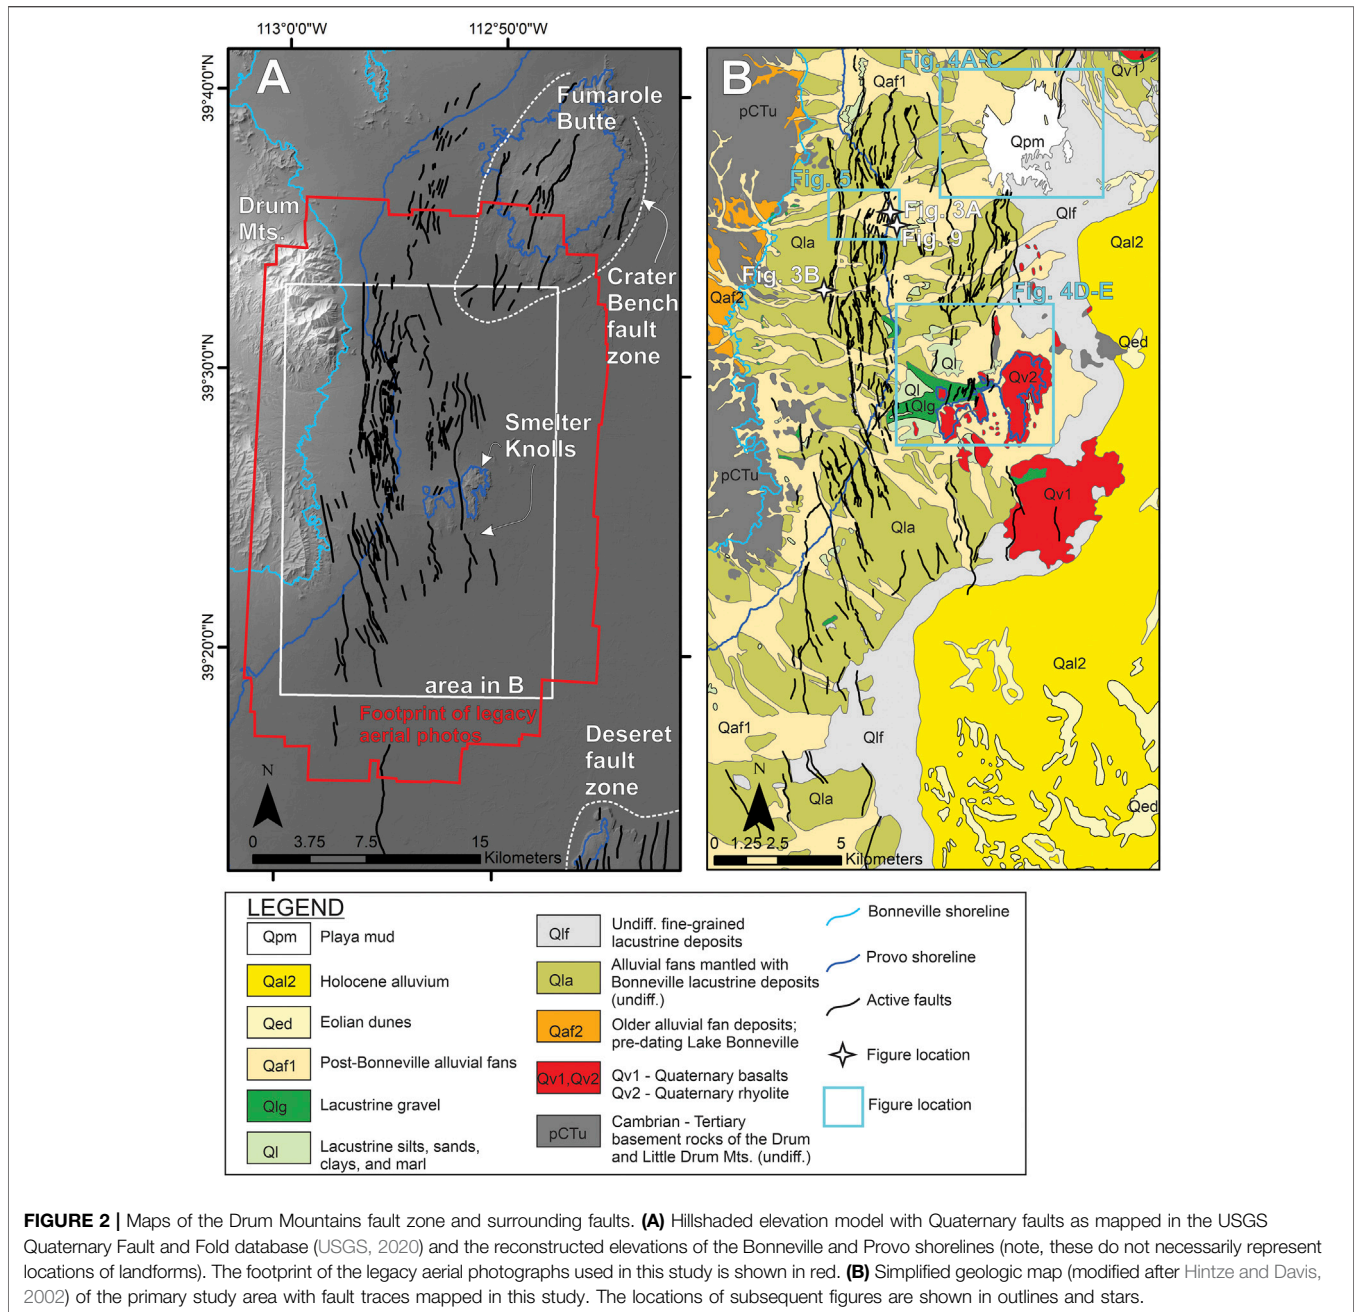 113°0'0"W
112°50'0"W
39°40'0"N
39°30'0"N
39°20'0"N
A
Fumarole
Butte
Drum
Mts.
Crater
Bench
fault
zone
Smelter
Knolls
area in B
Footprint of legacy
aerial photos
Deseret
fault
zone
N
0 3.75 7.5 15
Kilometers
B
Fig. 4A-C
Qv1
Qaf1
pCTu
Qpm
Fig. 5
Fig. 3A
Fig. 9
Qlf
Qla
Qal2
Fig. 3B
Qaf2
Fig. 4D-E
Qed
Ql
Qv2
Ql
Qlg
pCTu
Qv1
Qla
Qal2
Qaf1
Qlf
Qla
Qed
N
0 1.25 2.5 5
Kilometers
LEGEND
Qpm Playa mud
Qal2 Holocene alluvium
Qed Eolian dunes
Qaf1 Post-Bonneville alluvial fans
Qlg Lacustrine gravel
Ql Lacustrine silts, sands,
clays, and marl
Qlf Undiff. fine-grained
lacustrine deposits
Qla Alluvial fans mantled with
Bonneville lacustrine deposits
(undiff.)
Qaf2 Older alluvial fan deposits;
pre-dating Lake Bonneville
Qv1,Qv2 Qv1 - Quaternary basalts
Qv2 - Quaternary rhyolite
pCTu Cambrian - Tertiary
basement rocks of the Drum
and Little Drum Mts. (undiff.)
Bonneville shoreline
Provo shoreline
Active faults
Figure location
Figure location
FIGURE 2 | Maps of the Drum Mountains fault zone and surrounding faults. (A) Hillshaded elevation model with Quaternary faults as mapped in the USGS
Quaternary Fault and Fold database (USGS, 2020) and the reconstructed elevations of the Bonneville and Provo shorelines (note, these do not necessarily represent
locations of landforms). The footprint of the legacy aerial photographs used in this study is shown in red. (B) Simplified geologic map (modified after Hintze and Davis,
2002) of the primary study area with fault traces mapped in this study. The locations of subsequent figures are shown in outlines and stars.